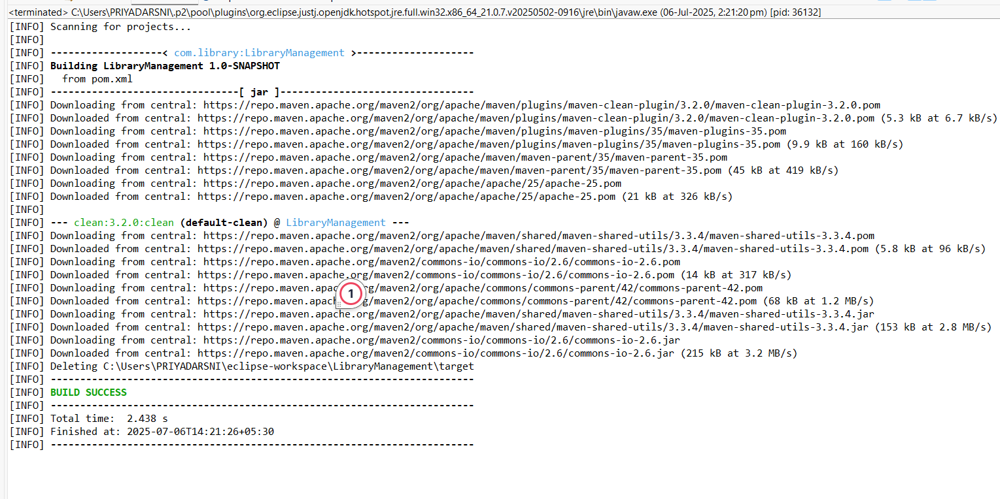 <terminated> C:\Users\PRIYADARSNI\.p2\pool\plugins\org.eclipse.justj.openjdk.hotspot.jre.full.win32.x86_64_21.0.7.v20250502-0916\jre\bin\javaw.exe (06-Jul-2025, 2:21:20 pm) [pid: 36132]
[INFO] Scanning for projects...
[INFO]
[INFO] -------------------< com.library:LibraryManagement >--------------------
[INFO] Building LibraryManagement 1.0-SNAPSHOT
[INFO]   from pom.xml
[INFO] --------------------------------[ jar ]---------------------------------
[INFO] Downloading from central: https://repo.maven.apache.org/maven2/org/apache/maven/plugins/maven-clean-plugin/3.2.0/maven-clean-plugin-3.2.0.pom
[INFO] Downloaded from central: https://repo.maven.apache.org/maven2/org/apache/maven/plugins/maven-clean-plugin/3.2.0/maven-clean-plugin-3.2.0.pom (5.3 kB at 6.7 kB/s)
[INFO] Downloading from central: https://repo.maven.apache.org/maven2/org/apache/maven/plugins/maven-plugins/35/maven-plugins-35.pom
[INFO] Downloaded from central: https://repo.maven.apache.org/maven2/org/apache/maven/plugins/maven-plugins/35/maven-plugins-35.pom (9.9 kB at 160 kB/s)
[INFO] Downloading from central: https://repo.maven.apache.org/maven2/org/apache/maven/maven-parent/35/maven-parent-35.pom
[INFO] Downloaded from central: https://repo.maven.apache.org/maven2/org/apache/maven/maven-parent/35/maven-parent-35.pom (45 kB at 419 kB/s)
[INFO] Downloading from central: https://repo.maven.apache.org/maven2/org/apache/apache/25/apache-25.pom
[INFO] Downloaded from central: https://repo.maven.apache.org/maven2/org/apache/apache/25/apache-25.pom (21 kB at 326 kB/s)
[INFO]
[INFO] --- clean:3.2.0:clean (default-clean) @ LibraryManagement ---
[INFO] Downloading from central: https://repo.maven.apache.org/maven2/org/apache/maven/shared/maven-shared-utils/3.3.4/maven-shared-utils-3.3.4.pom
[INFO] Downloaded from central: https://repo.maven.apache.org/maven2/org/apache/maven/shared/maven-shared-utils/3.3.4/maven-shared-utils-3.3.4.pom (5.8 kB at 96 kB/s)
[INFO] Downloading from central: https://repo.maven.apache.org/maven2/commons-io/commons-io/2.6/commons-io-2.6.pom
[INFO] Downloaded from central: https://repo.maven.apache.org/maven2/commons-io/commons-io/2.6/commons-io-2.6.pom (14 kB at 317 kB/s)
[INFO] Downloading from central: https://repo.maven.apac g/maven2/org/apache/commons/commons-parent/42/commons-parent-42.pom
1
[INFO] Downloaded from central: https://repo.maven.apach g/maven2/org/apache/commons/commons-parent/42/commons-parent-42.pom (68 kB at 1.2 MB/s)
[INFO] Downloading from central: https://repo.maven.apache.org/maven2/org/apache/maven/shared/maven-shared-utils/3.3.4/maven-shared-utils-3.3.4.jar
[INFO] Downloaded from central: https://repo.maven.apache.org/maven2/org/apache/maven/shared/maven-shared-utils/3.3.4/maven-shared-utils-3.3.4.jar (153 kB at 2.8 MB/s)
[INFO] Downloading from central: https://repo.maven.apache.org/maven2/commons-io/commons-io/2.6/commons-io-2.6.jar
[INFO] Downloaded from central: https://repo.maven.apache.org/maven2/commons-io/commons-io/2.6/commons-io-2.6.jar (215 kB at 3.2 MB/s)
[INFO] Deleting C:\Users\PRIYADARSNI\eclipse-workspace\LibraryManagement\target
[INFO] ------------------------------------------------------------------------
[INFO] BUILD SUCCESS
[INFO] ------------------------------------------------------------------------
[INFO] Total time:  2.438 s
[INFO] Finished at: 2025-07-06T14:21:26+05:30
[INFO] ------------------------------------------------------------------------